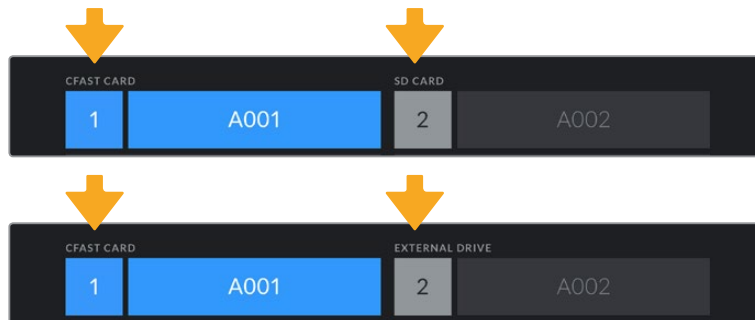 CFAST CARD SD CARD
1 A001 2 A002
CFAST CARD EXTERNAL DRIVE
1 A001 2 A002